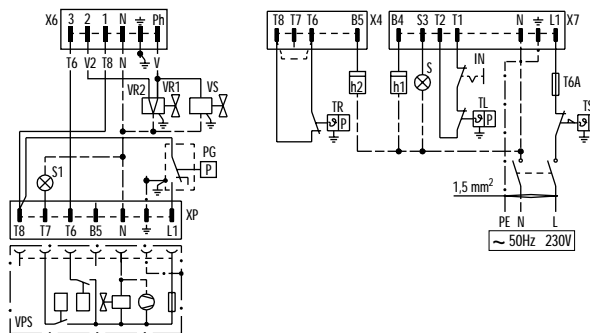 X6 3 2 1 N Ph
T6 V2 T8 N V
VR1
VR2
VS
PG
P
S1
XP
T8 T7 T6 B5 N L1
VPS
T8 T7 T6 B5 X4
h2
TR
P
B4 S3 T2 T1 N L1 X7
h1
S
IN
TL
P
T6A
TS
P
1,5 mm²
PE N L
~ 50Hz 230V